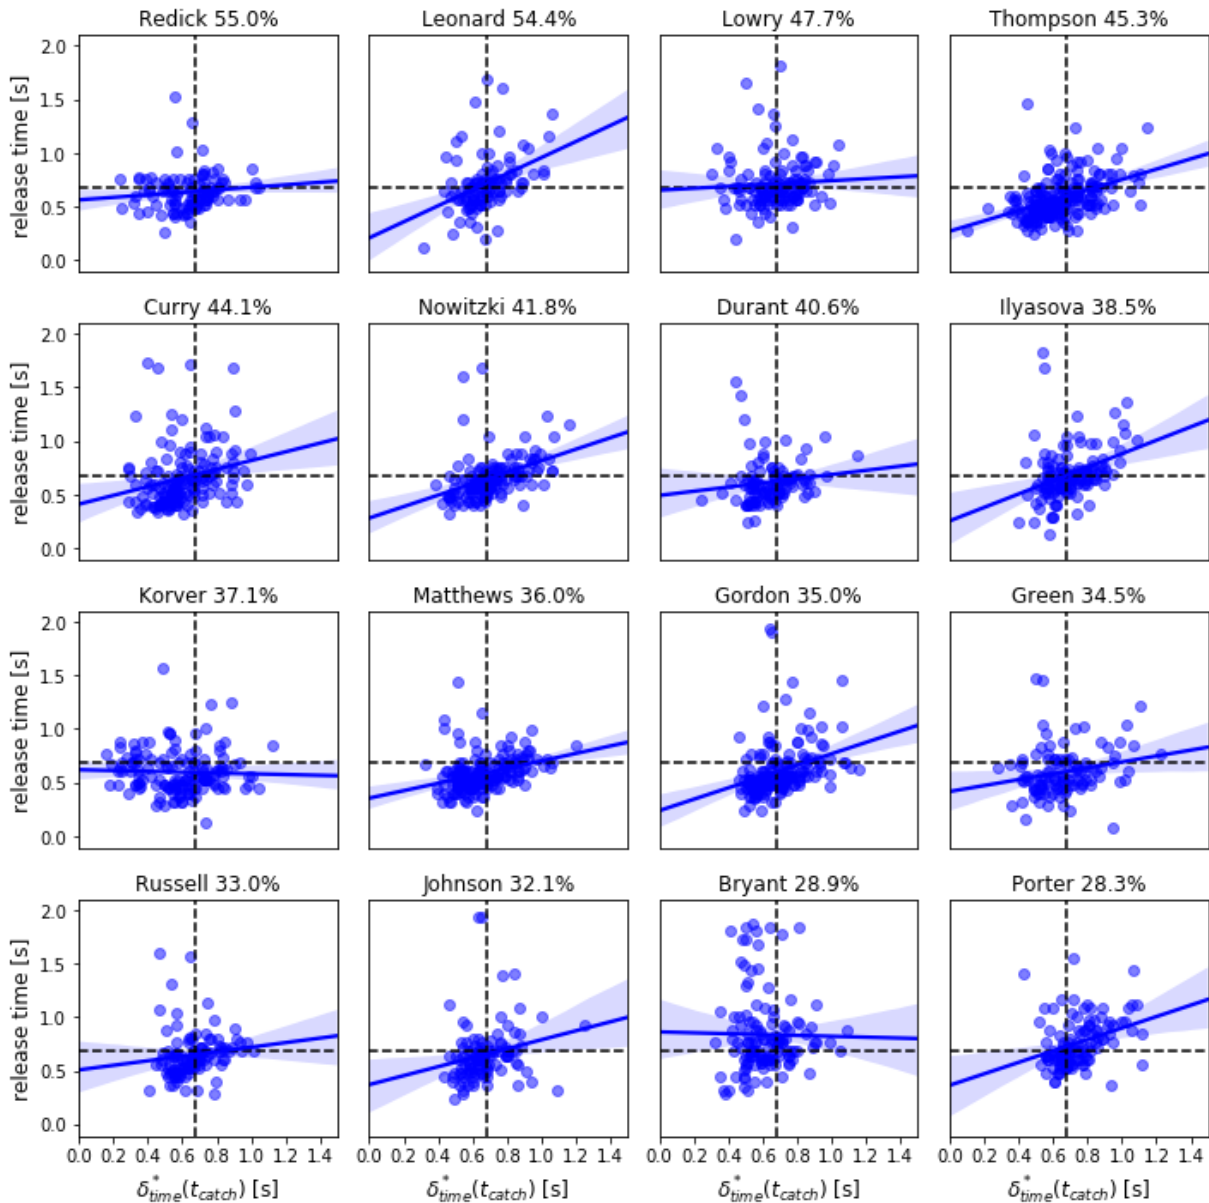 Redick 55.0% Leonard 54.4% Lowry 47.7% Thompson 45.3%
release time [s]
2.0
1.5
1.0
0.5
0.0
Curry 44.1% Nowitzki 41.8% Durant 40.6% Ilyasova 38.5%
release time [s]
2.0
1.5
1.0
0.5
0.0
Korver 37.1% Matthews 36.0% Gordon 35.0% Green 34.5%
release time [s]
2.0
1.5
1.0
0.5
0.0
Russell 33.0% Johnson 32.1% Bryant 28.9% Porter 28.3%
release time [s]
2.0
1.5
1.0
0.5
0.0
0.0 0.2 0.4 0.6 0.8 1.0 1.2 1.4 0.0 0.2 0.4 0.6 0.8 1.0 1.2 1.4 0.0 0.2 0.4 0.6 0.8 1.0 1.2 1.4 0.0 0.2 0.4 0.6 0.8 1.0 1.2 1.4
δ*time(tcatch) [s] δ*time(tcatch) [s] δ*time(tcatch) [s] δ*time(tcatch) [s]